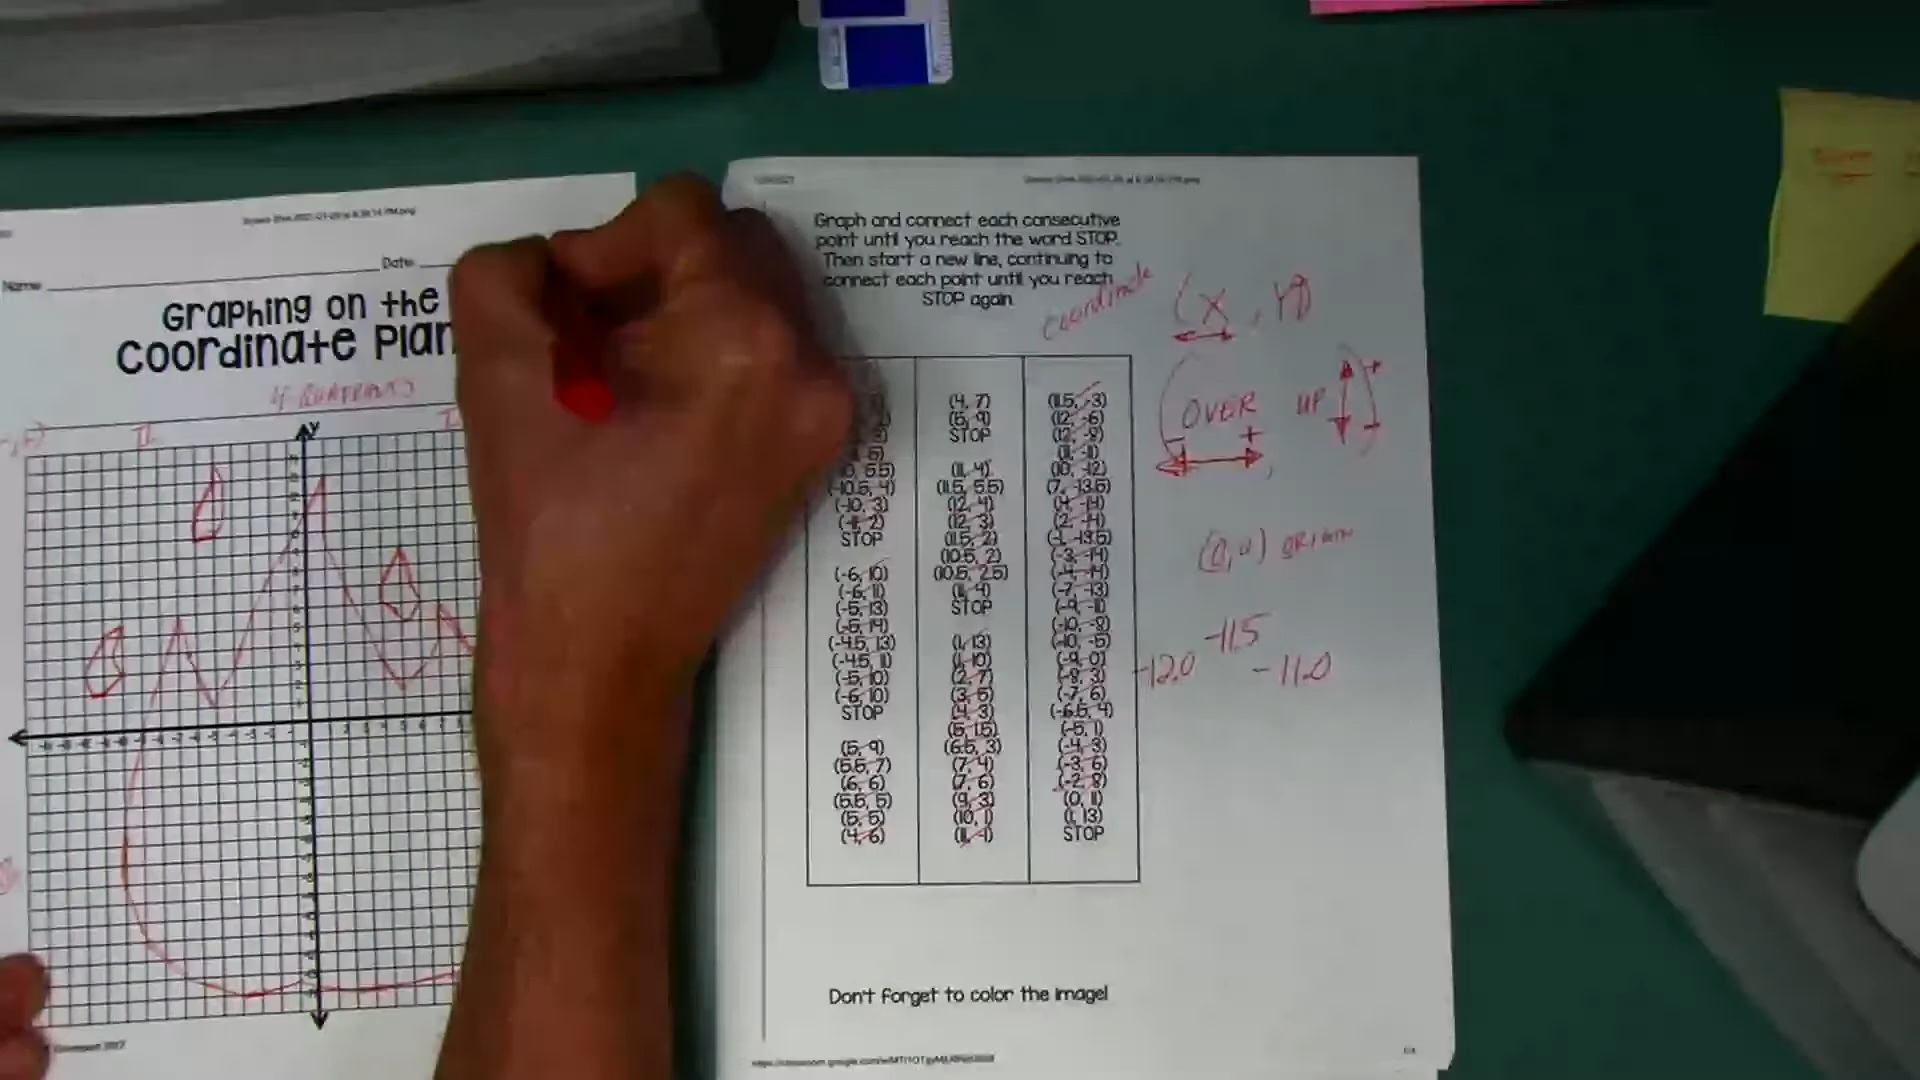 Name
Date
Graphing on the
Coordinate Plan
4 QUADRANTS
II
y
Graph and connect each consecutive
point until you reach the word STOP.
Then start a new line, continuing to
connect each point until you reach
STOP again.
coordinate
(X, Y)
OVER UP
+ +
(0, 0) ORIGIN
-12.0 -11.5 -11.0
(-10.5, 4)
(-10, 3)
(-11, 2)
STOP
(-6, 10)
(-6, 11)
(-5, 13)
(-5, 14)
(-4.5, 13)
(-4.5, 11)
(-5, 10)
(-6, 10)
STOP
(5, 9)
(5.5, 7)
(6, 6)
(5.5, 5)
(5, 5)
(4, 6)
(4, 7)
(5, 9)
STOP
(11, 4)
(11.5, 5.5)
(12, 4)
(12, 3)
(11.5, 2)
(10.5, 2)
(10.5, 2.5)
(11, 4)
STOP
(1, 13)
(1, 10)
(2, 7)
(3, 5)
(4, 3)
(5, 1.5)
(6.5, 3)
(7, 4)
(7, 6)
(9, 3)
(10, 1)
(11, -1)
(11.5, -3)
(12, -6)
(12, -9)
(11, -11)
(10, -12)
(7, -13.5)
(4, -14)
(2, -14)
(-1, -13.5)
(-3, -14)
(-4, -14)
(-7, -13)
(-9, -11)
(-10, -9)
(-10, -5)
(-9, 0)
(-8, 3)
(-7, 6)
(-6.5, 4)
(-5, 1)
(-4, 3)
(-3, 6)
(-2, 8)
(0, 11)
(1, 13)
STOP
Don't forget to color the image!